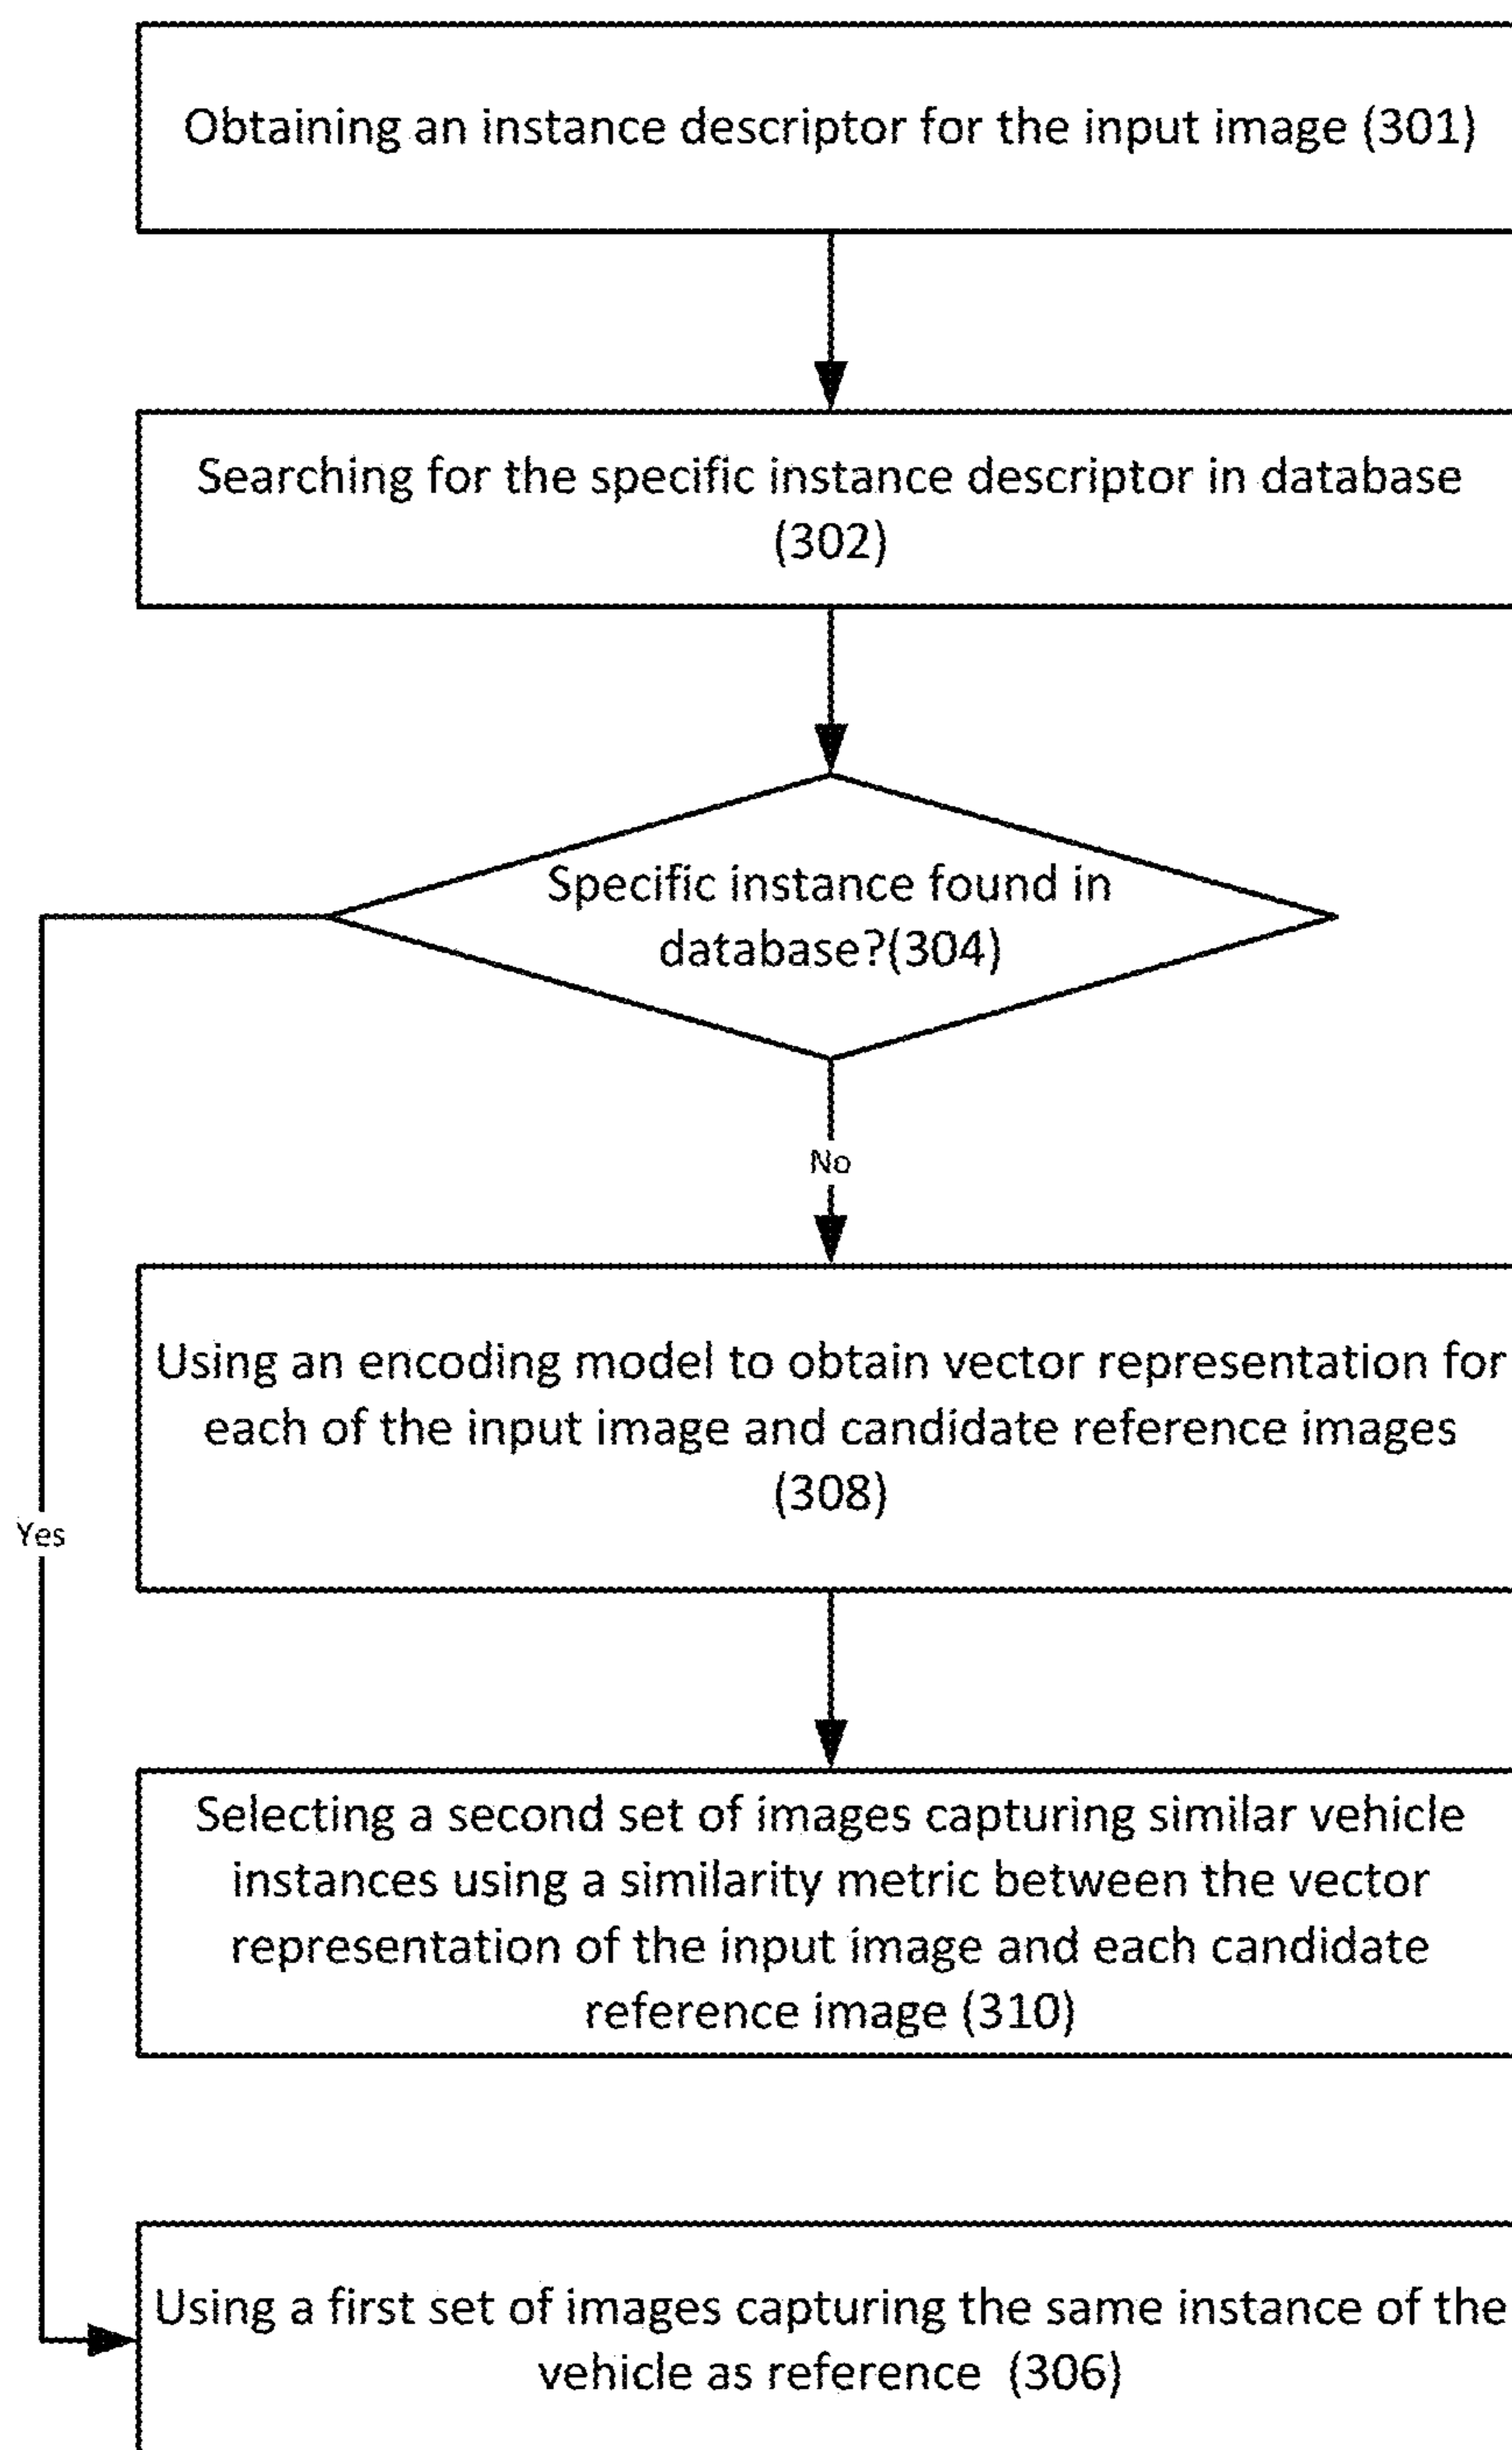 Obtaining an instance descriptor for the input image (301)
Searching for the specific instance descriptor in database
(302)
Specific instance found in
database?(304)
No
Using an encoding model to obtain vector representation for
each of the input image and candidate reference images
(308)
Yes
Selecting a second set of images capturing similar vehicle
instances using a similarity metric between the vector
representation of the input image and each candidate
reference image (310)
Using a first set of images capturing the same instance of the
vehicle as reference (306)